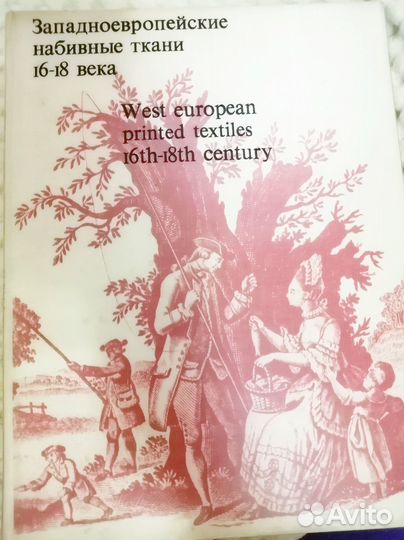 Западноевропейские
набивные ткани
16-18 века
West european
printed textiles
16th-18th century
Avito